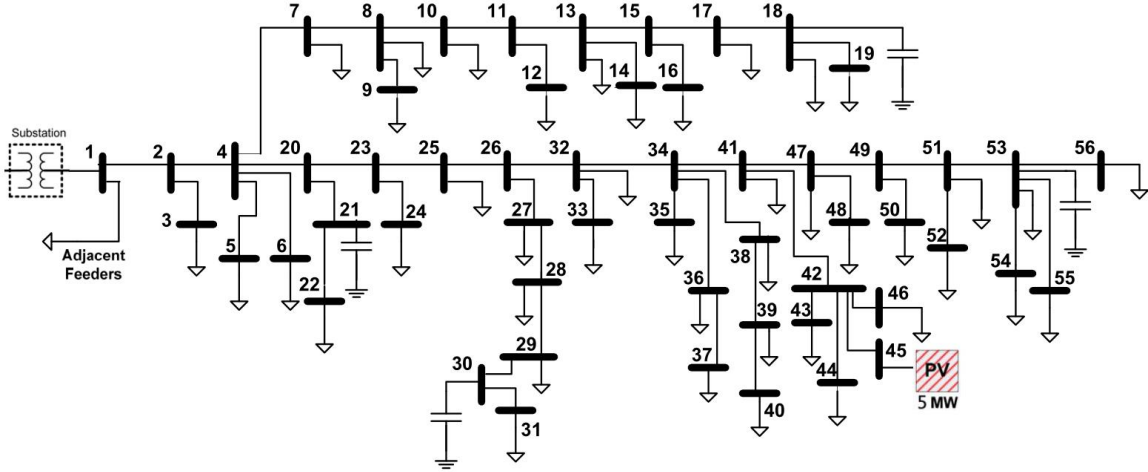 7 8 10 11 13 15 17 18
9 12 14 16 19
Substation
1 2 4 20 23 25 26 32 34 41 47 49 51 53 56
3 5 6 21 24 27 33 35 48 50 52
Adjacent
Feeders
22 28 36 38 42 46 54 55
29 37 39 43 45
PV
5 MW
30 31 40 44